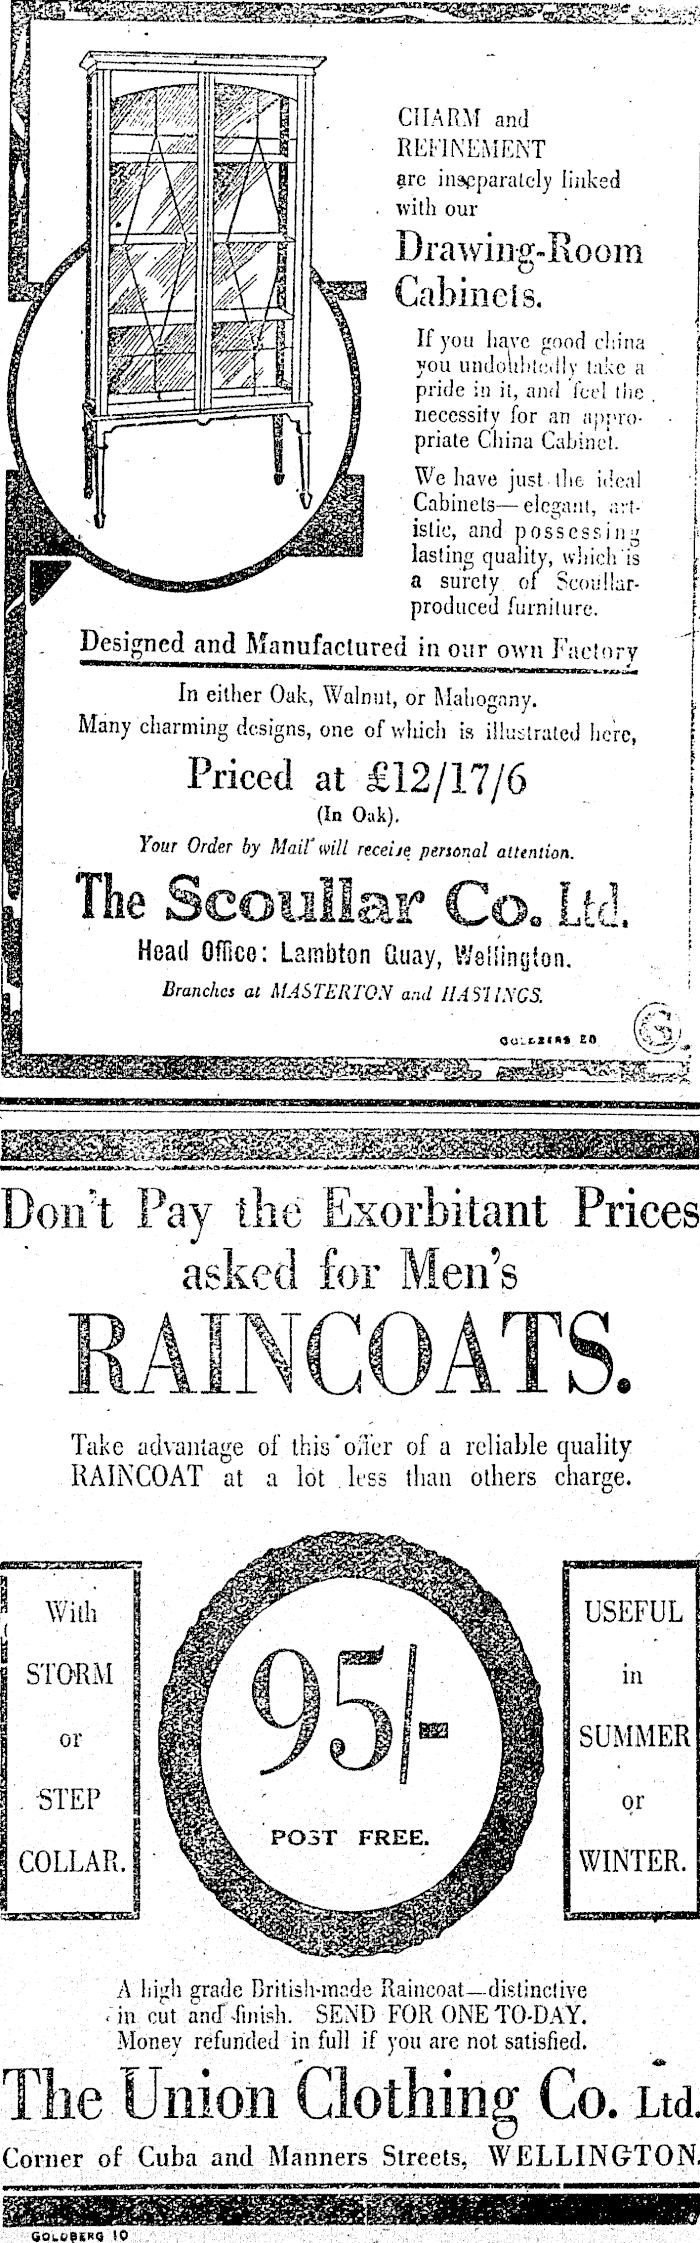 CHARM and
REFINEMENT
are inseparately linked
with our
Drawing-Room
Cabinets.
If you have good china
you undoubtedly take a
pride in it, and feel the
necessity for an appro-
priate China Cabinet.
We have just the ideal
Cabinets—elegant, art-
istic, and possessing
lasting quality, which is
a surety of Scoullar-
produced furniture.
Designed and Manufactured in our own Factory
In either Oak, Walnut, or Mahogany.
Many charming designs, one of which is illustrated here,
Priced at £12/17/6
(In Oak).
Your Order by Mail will receive personal attention.
The Scoullar Co. Ltd.
Head Office: Lambton Quay, Wellington.
Branches at MASTERTON and HASTINGS.
GOLDBERG 20
Don't Pay the Exorbitant Prices
asked for Men's
RAINCOATS.
Take advantage of this offer of a reliable quality
RAINCOAT at a lot less than others charge.
With
STORM
or
STEP
COLLAR.
95/-
POST FREE.
USEFUL
in
SUMMER
or
WINTER.
A high grade British-made Raincoat—distinctive
in cut and finish. SEND FOR ONE TO-DAY.
Money refunded in full if you are not satisfied.
The Union Clothing Co. Ltd.
Corner of Cuba and Manners Streets, WELLINGTON.
GOLDBERG 10